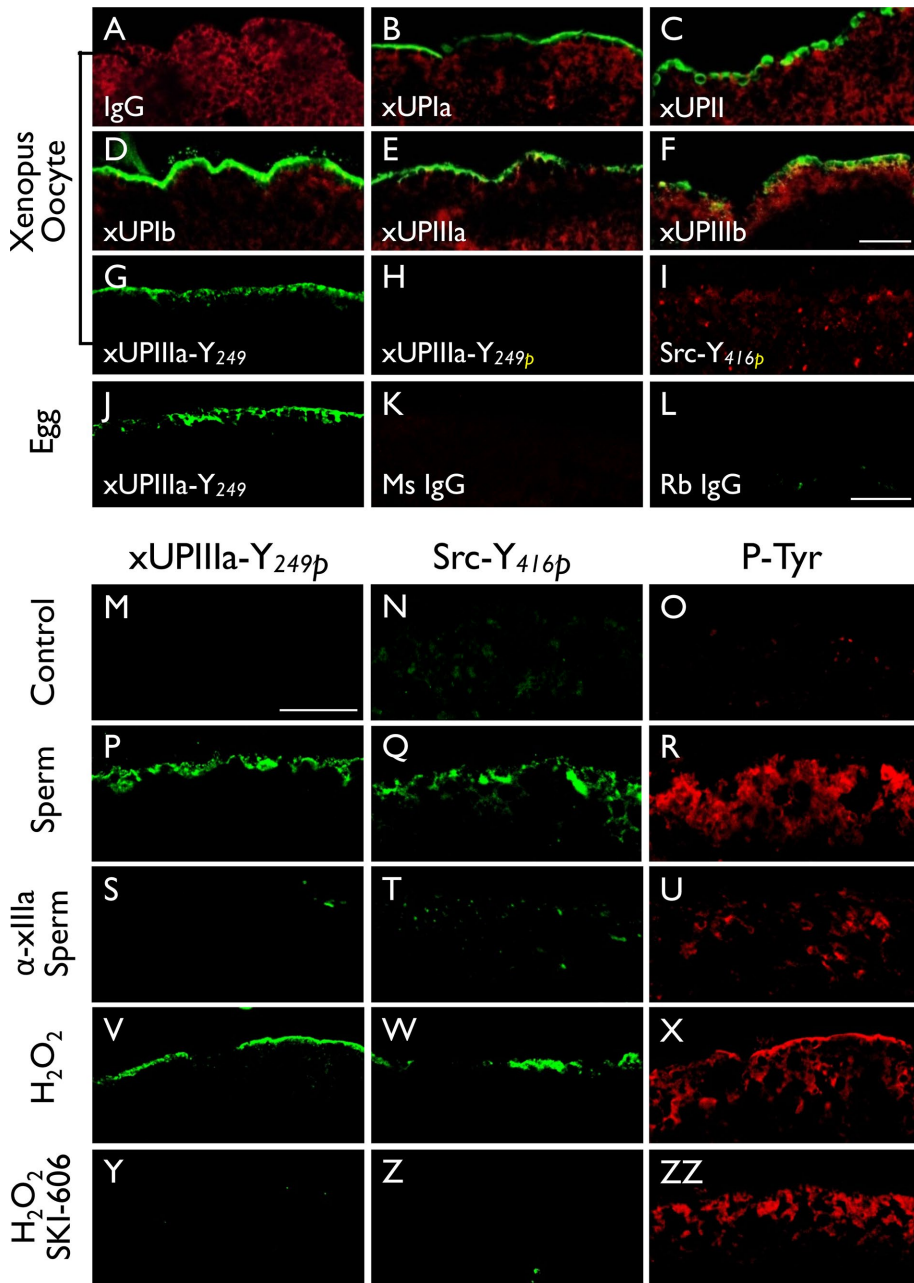 A
IgG
B
xUPIa
C
xUPII
Xenopus
Oocyte
D
xUPIb
E
xUPIIIa
F
xUPIIIb
G
xUPIIIa-Y249
H
xUPIIIa-Y249p
I
Src-Y416p
Egg
J
xUPIIIa-Y249
K
Ms IgG
L
Rb IgG
xUPIIIa-Y249p
Src-Y416p
P-Tyr
Control
M
N
O
Sperm
P
Q
R
α-xIIIa
Sperm
S
T
U
H2O2
V
W
X
H2O2
SKI-606
Y
Z
ZZ